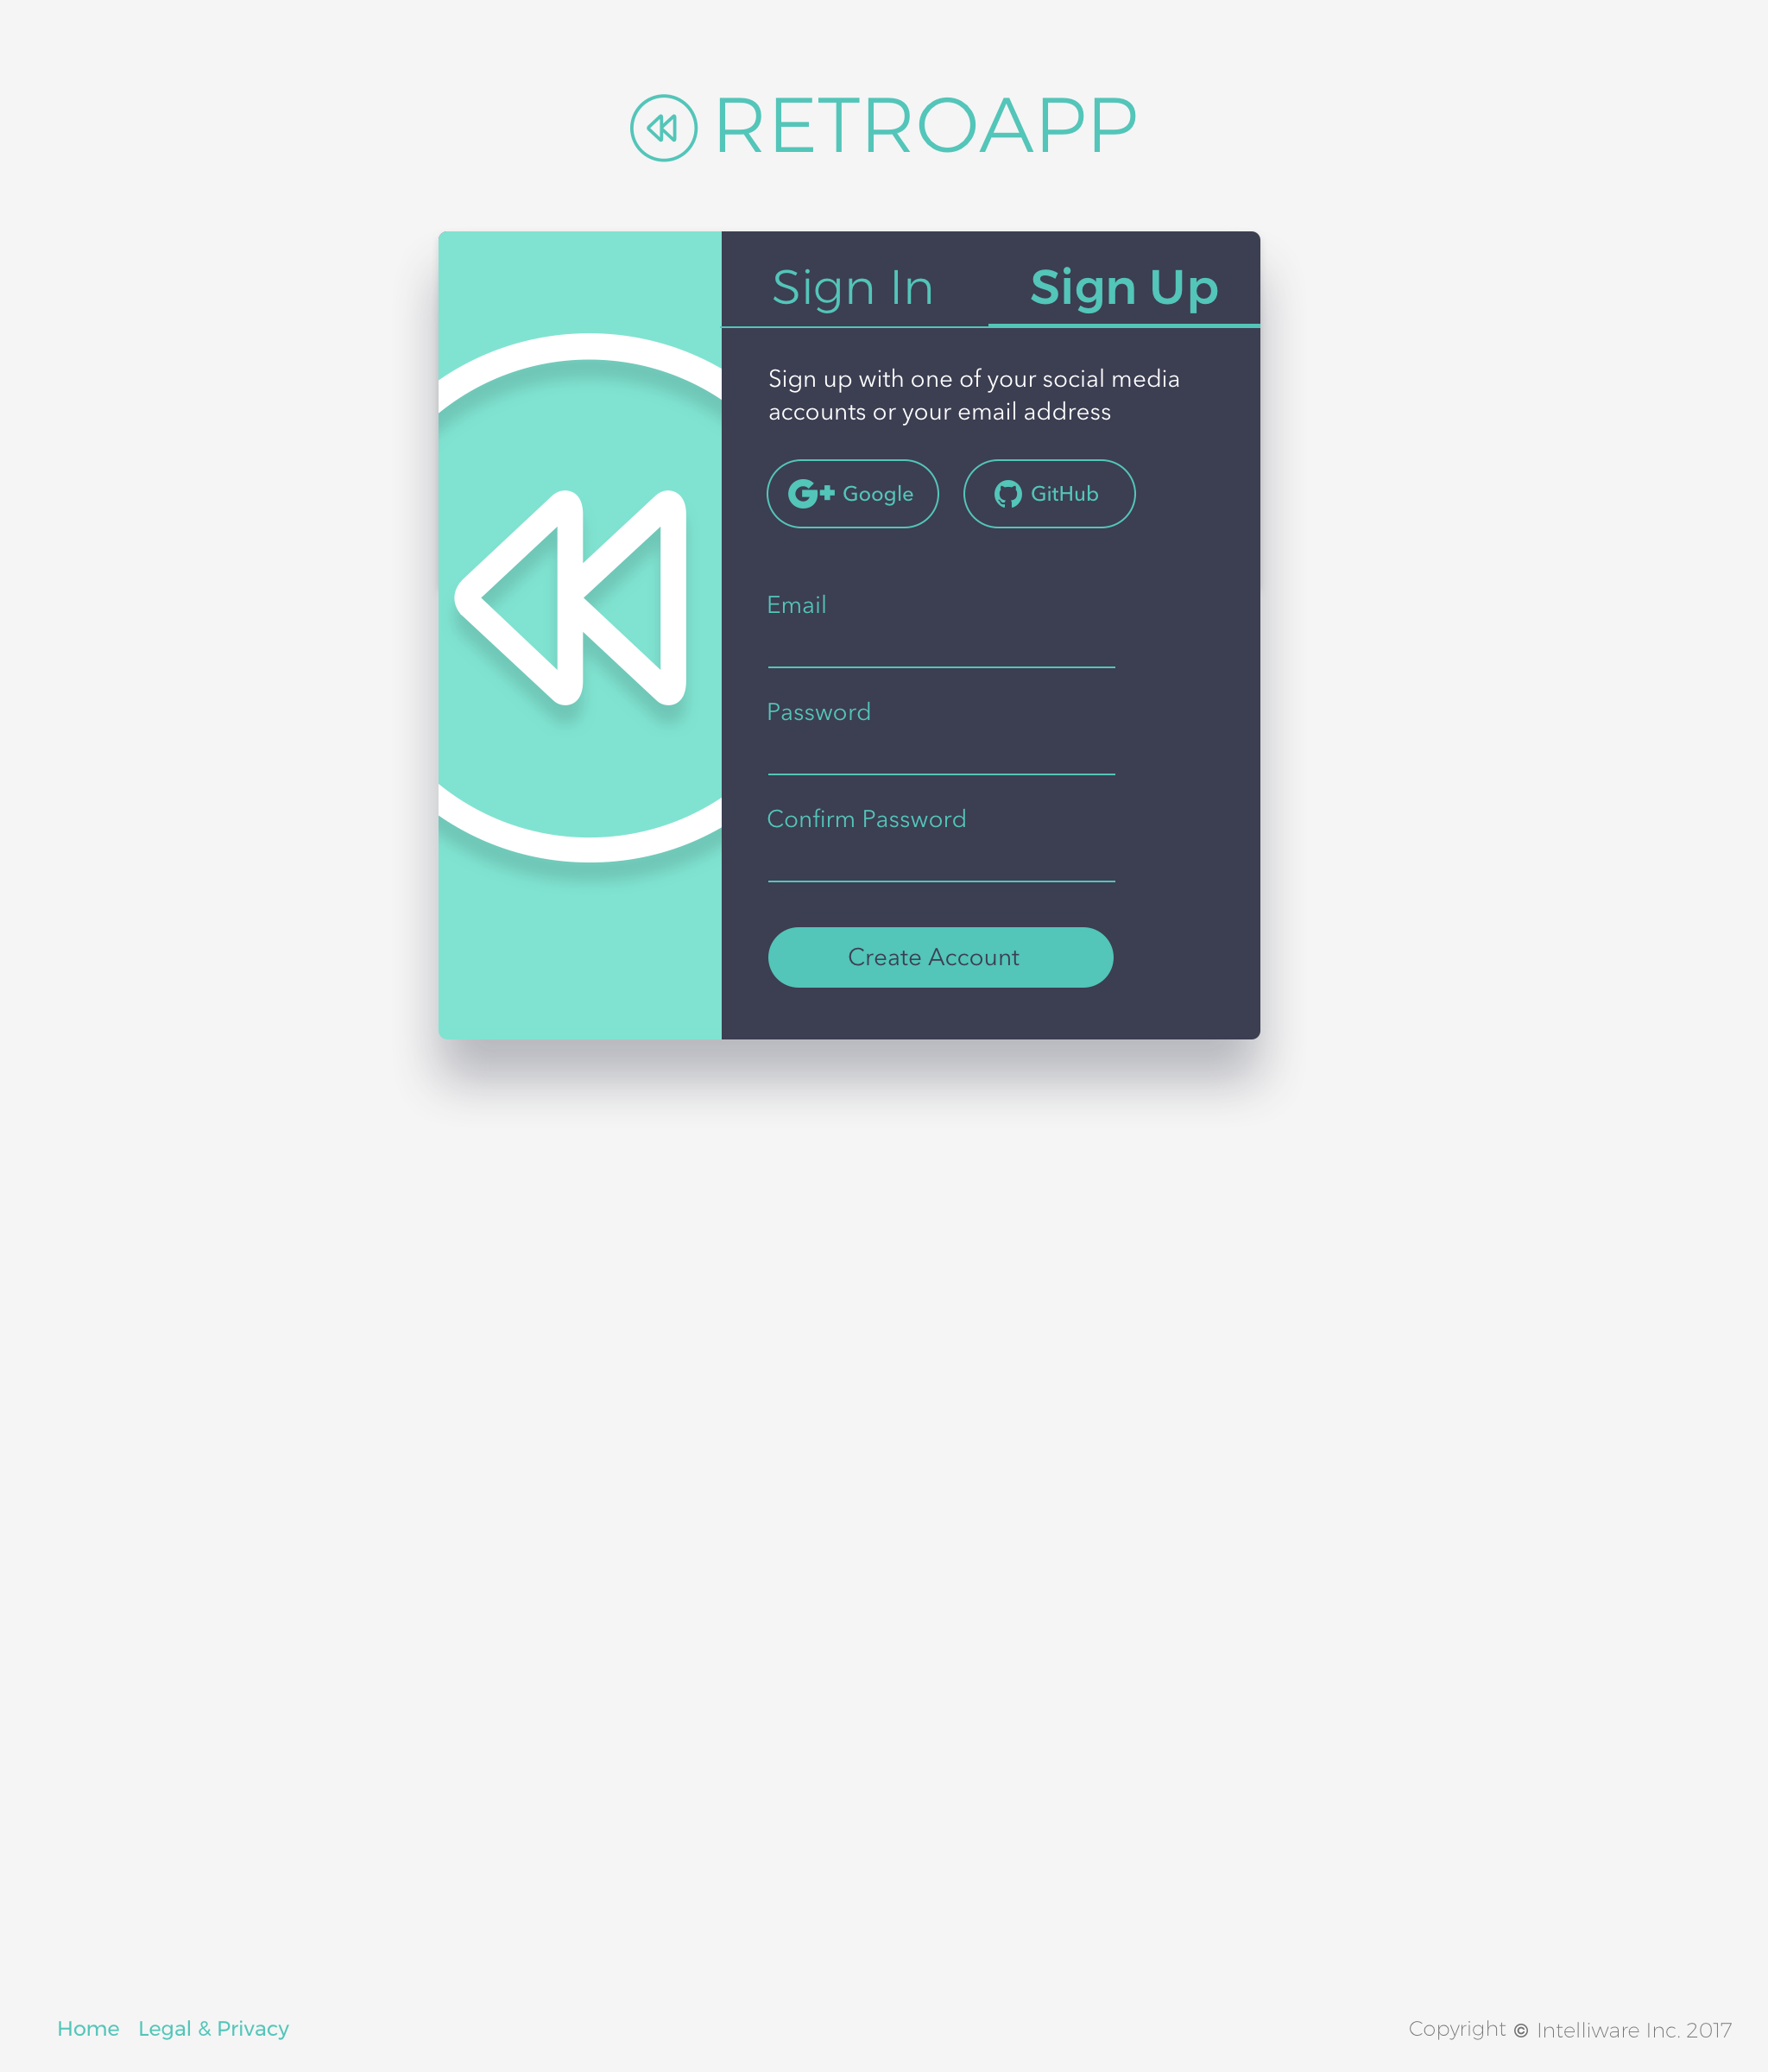 RETROAPP
Sign In
Sign Up
Sign up with one of your social media
accounts or your email address
G+ Google
GitHub
Email
Password
Confirm Password
Create Account
Home
Legal & Privacy
Copyright © Intelliware Inc. 2017